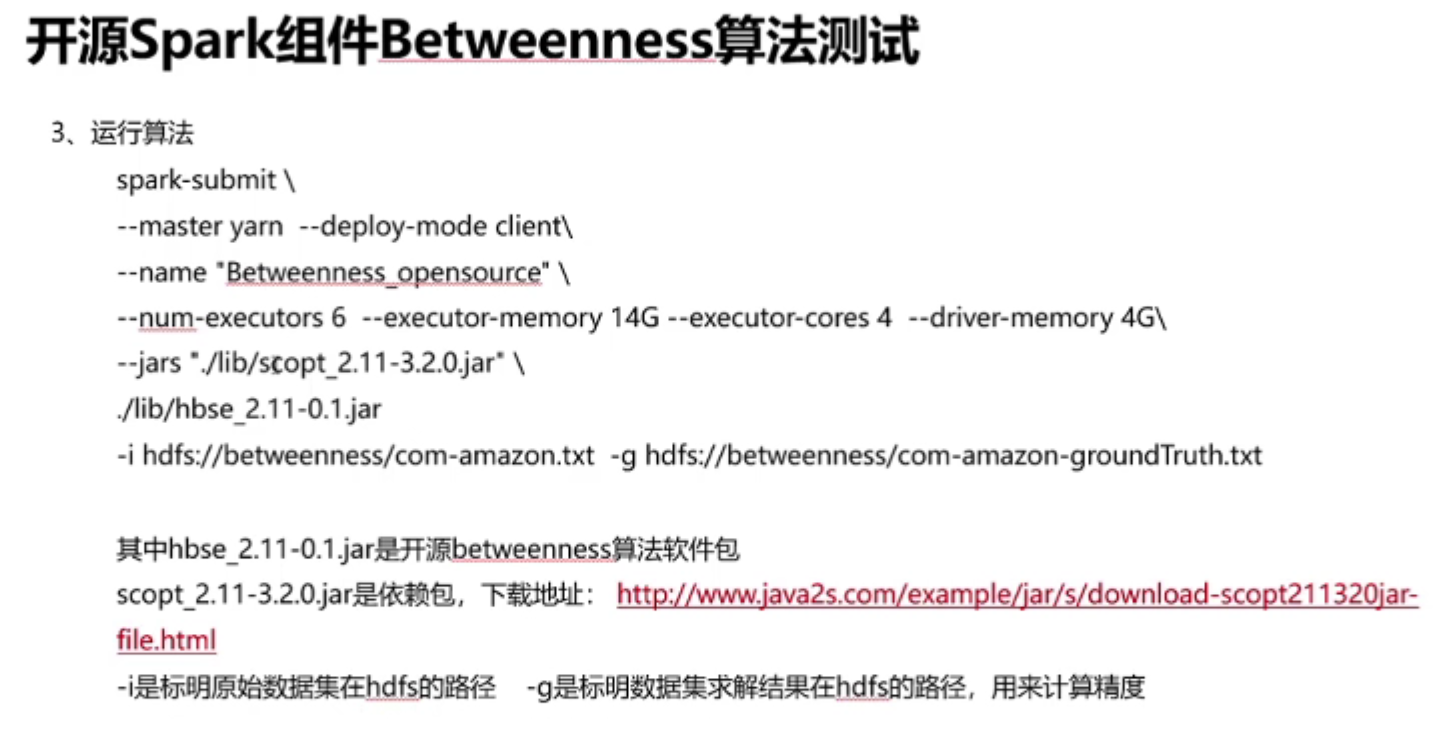 开源Spark组件Betweenness算法测试
3、运行算法
spark-submit \
--master yarn  --deploy-mode client\
--name "Betweenness_opensource" \
--num-executors 6  --executor-memory 14G --executor-cores 4  --driver-memory 4G\
--jars "./lib/scopt_2.11-3.2.0.jar" \
./lib/hbse_2.11-0.1.jar
-i hdfs://betweenness/com-amazon.txt  -g hdfs://betweenness/com-amazon-groundTruth.txt
其中hbse_2.11-0.1.jar是开源betweenness算法软件包
scopt_2.11-3.2.0.jar是依赖包，下载地址： http://www.java2s.com/example/jar/s/download-scopt211320jar-
file.html
-i是标明原始数据集在hdfs的路径    -g是标明数据集求解结果在hdfs的路径，用来计算精度